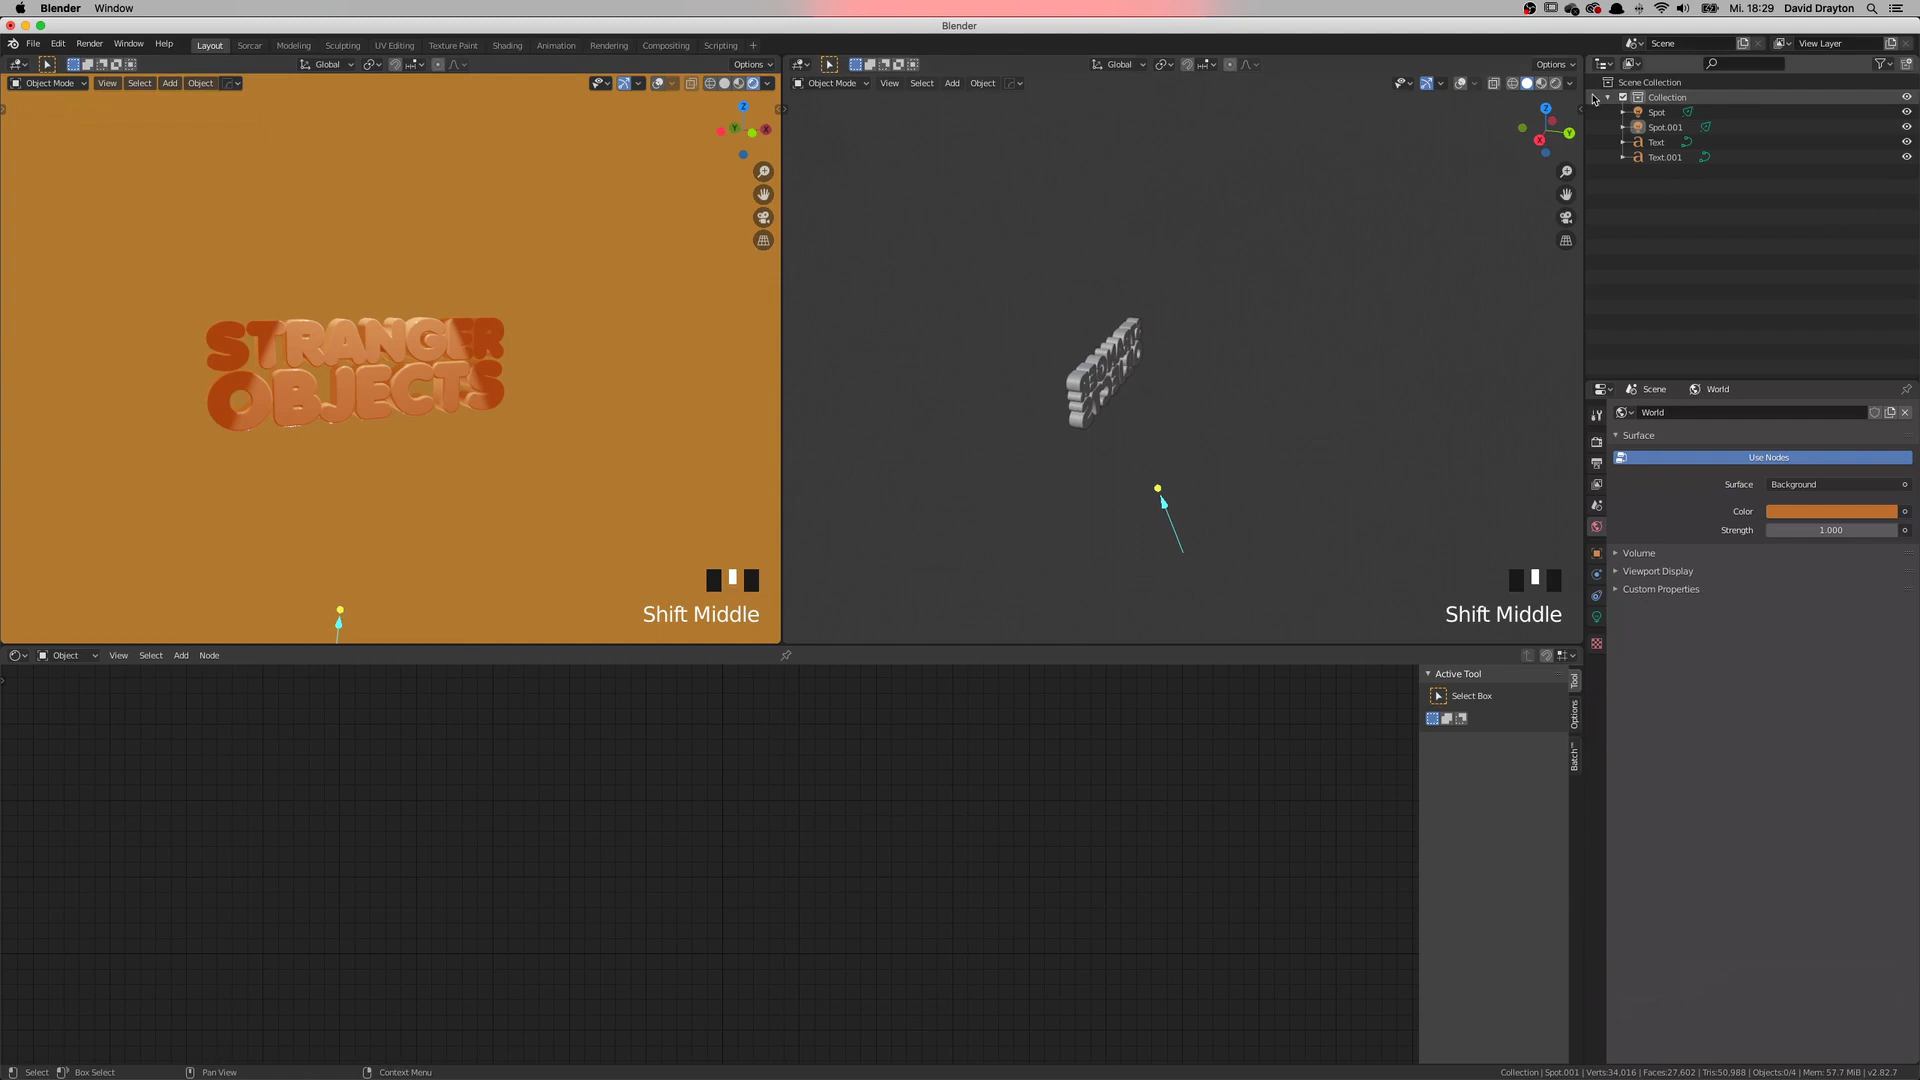 Blender Window
Mi. 18:29 David Drayton
Blender
File Edit Render Window Help
Layout Sorcar Modeling Sculpting UV Editing Texture Paint Shading Animation Rendering Compositing Scripting +
Scene View Layer
Global Options
Global Options
Object Mode View Select Add Object
Object Mode View Select Add Object
Scene Collection
Collection
Spot
Spot.001
Text
Text.001
Z
Y X
Z
Y
X
STRANGER
OBJECTS
Scene World
World
Surface
Use Nodes
Surface Background
Color
Strength 1.000
Volume
Viewport Display
Custom Properties
Shift Middle
Shift Middle
Object View Select Add Node
Active Tool
Select Box
Tool
Options
Batch™
Select Box Select Pan View Context Menu
Collection | Spot.001 | Verts:34,016 | Faces:27,602 | Tris:50,988 | Objects:0/4 | Mem: 57.7 MiB | v2.82.7